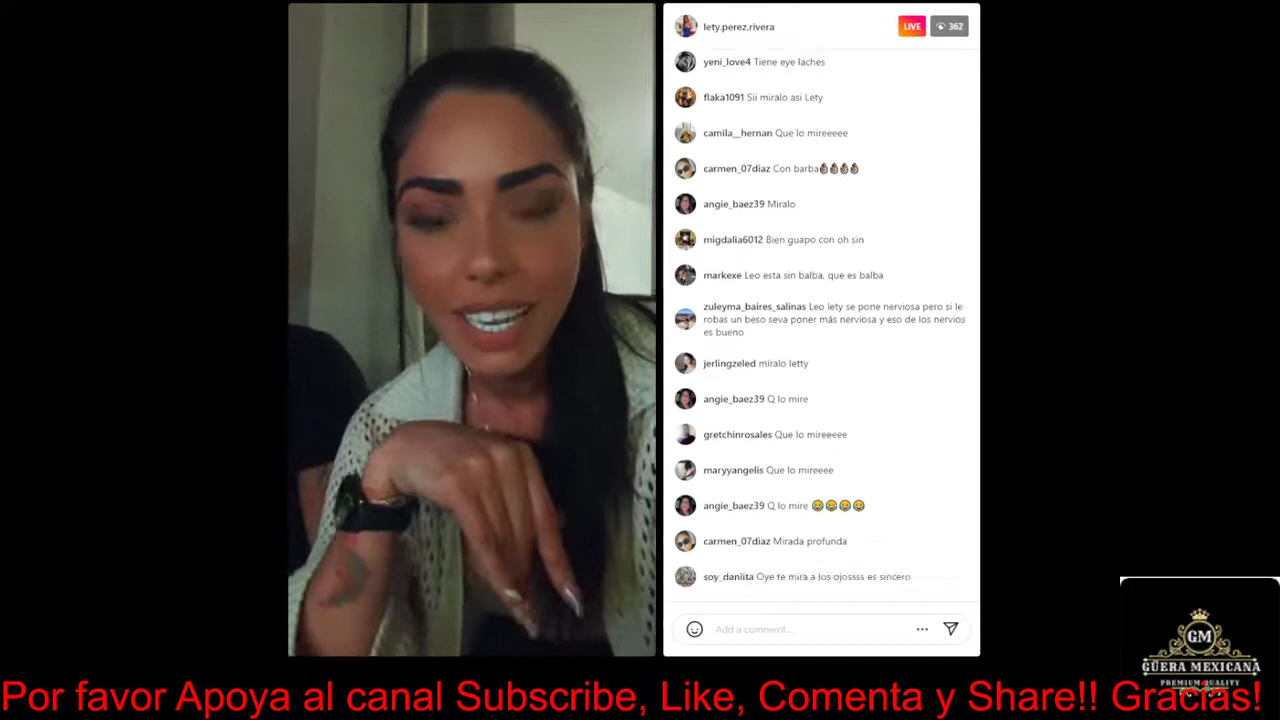 lety.perez.rivera
LIVE
362
yeni_love4 Tiene eye laches
flaka1091 Sii miralo asi Lety
camila__hernan Que lo mireeeee
carmen_07diaz Con barba
angie_baez39 Miralo
migdalia6012 Bien guapo con oh sin
markexe Leo esta sin balba, que es balba
zuleyma_baires_salinas Leo lety se pone nerviosa pero si le
robas un beso seva poner más nerviosa y eso de los nervios
es bueno
jerlingzeled míralo letty
angie_baez39 Q lo mire
gretchinrosales Que lo mireeeee
maryyangelis Que lo mireeee
angie_baez39 Q lo mire 😂😂😂😂
carmen_07diaz Mirada profunda
soy_daniita Oye te mira a los ojossss es sincero
Add a comment...
GM
GÜERA MEXICANA
PREMIUM QUALITY
Por favor Apoya al canal Subscribe, Like, Comenta y Share!! Gracias!